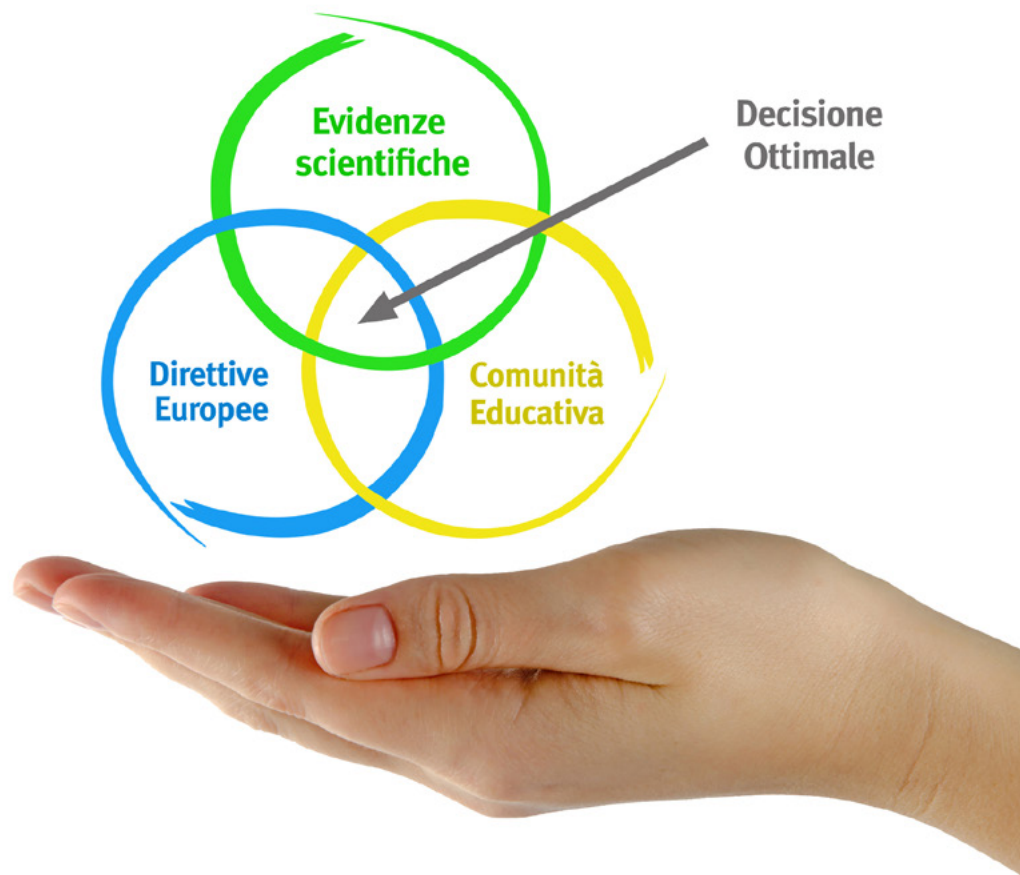 Evidenze
scientifiche
Decisione
Ottimale
Direttive
Europee
Comunità
Educativa